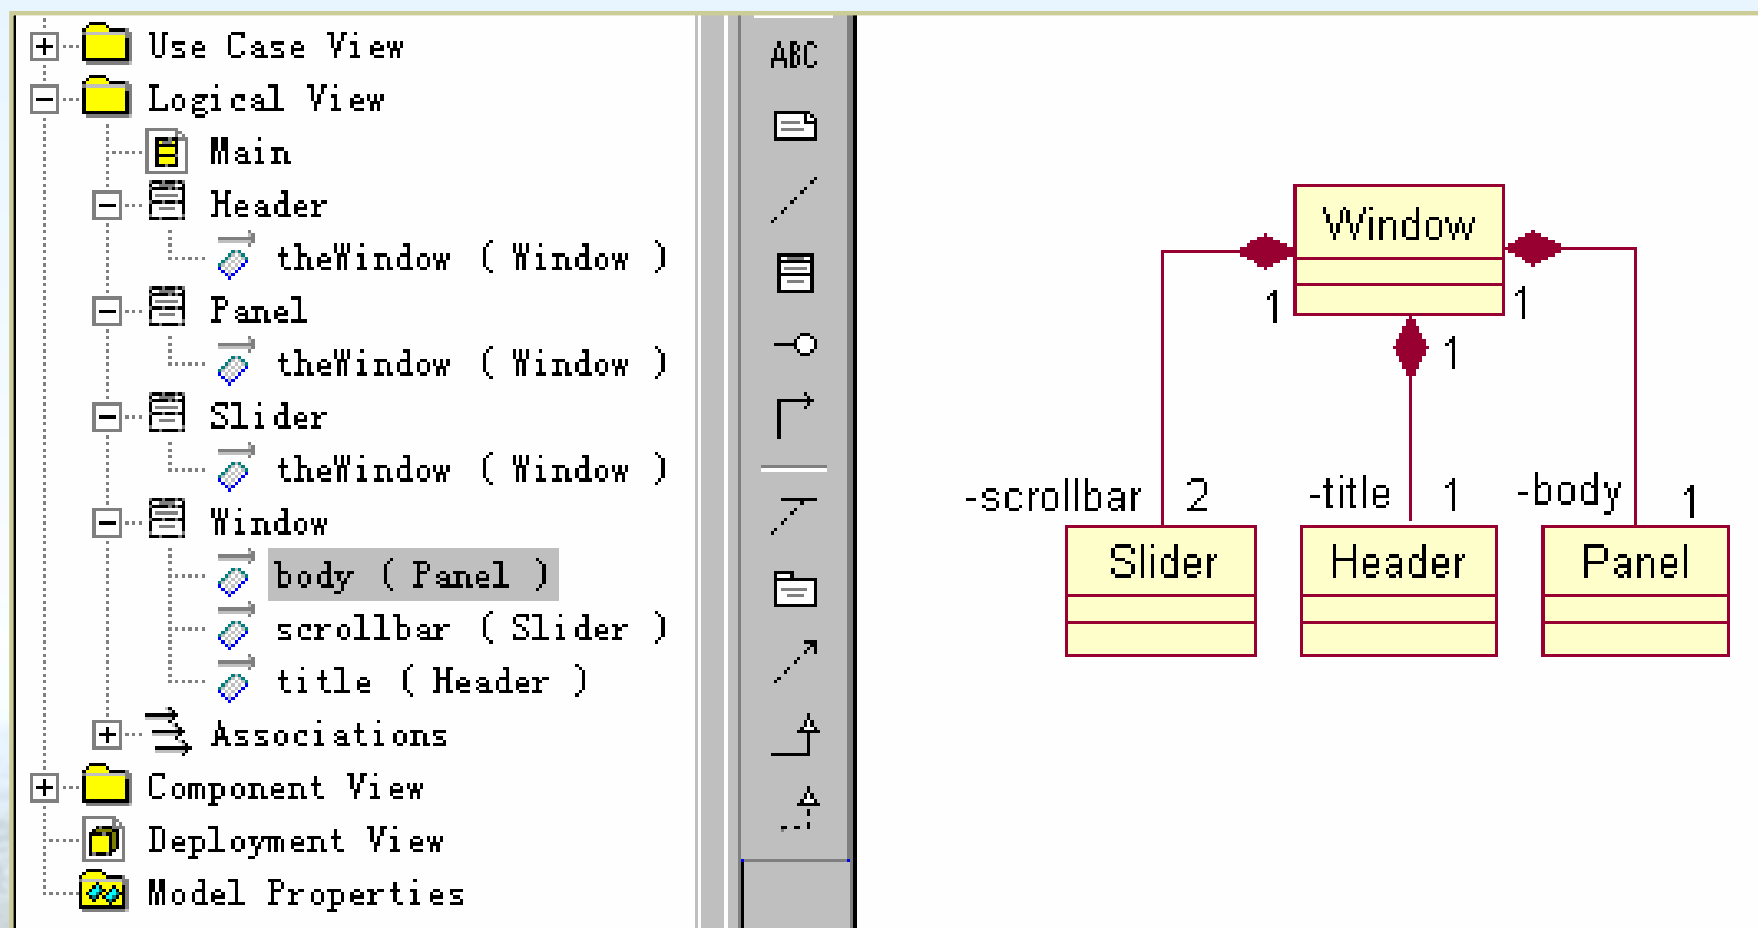 Use Case View
Logical View
Main
Header
theWindow ( Window )
Panel
theWindow ( Window )
Slider
theWindow ( Window )
Window
body ( Panel )
scrollbar ( Slider )
title ( Header )
Associations
Component View
Deployment View
Model Properties
ABC
Window
1
1
1
-scrollbar 2
-title 1
-body 1
Slider
Header
Panel